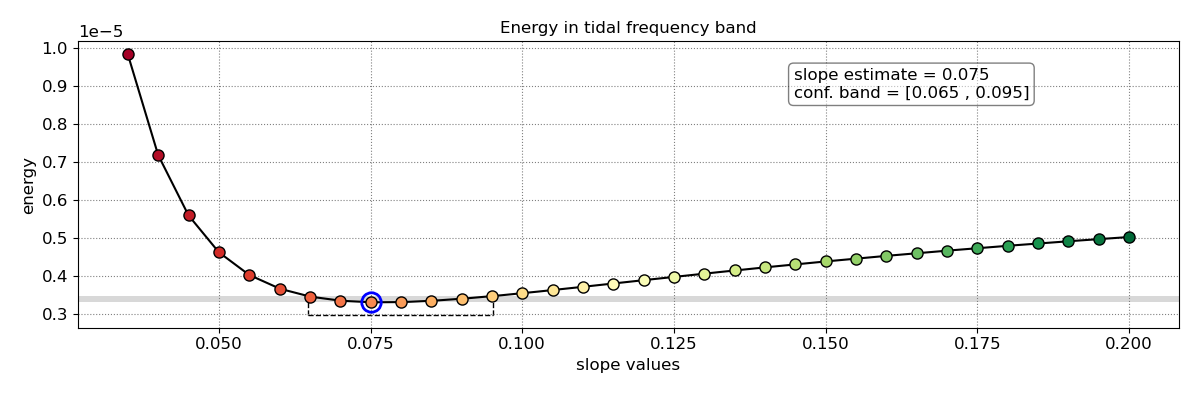 Energy in tidal frequency band
1e−5
1.0
0.9
0.8
0.7
0.6
0.5
0.4
0.3
energy
slope estimate = 0.075
conf. band = [0.065 , 0.095]
0.050 0.075 0.100 0.125 0.150 0.175 0.200
slope values